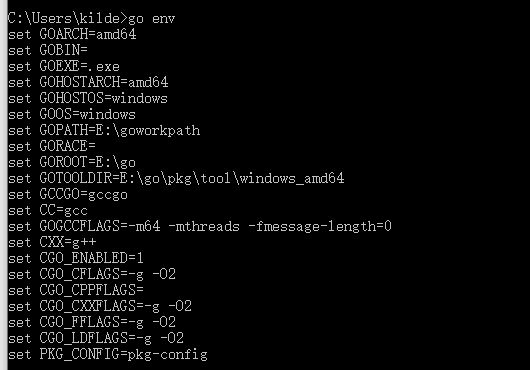 C:\Users\kilde>go env
set GOARCH=amd64
set GOBIN=
set GOEXE=.exe
set GOHOSTARCH=amd64
set GOHOSTOS=windows
set GOOS=windows
set GOPATH=E:\goworkpath
set GORACE=
set GOROOT=E:\go
set GOTOOLDIR=E:\go\pkg\tool\windows_amd64
set GCCGO=gccgo
set CC=gcc
set GOGCCFLAGS=-m64 -mthreads -fmessage-length=0
set CXX=g++
set CGO_ENABLED=1
set CGO_CFLAGS=-g -O2
set CGO_CPPFLAGS=
set CGO_CXXFLAGS=-g -O2
set CGO_FFLAGS=-g -O2
set CGO_LDFLAGS=-g -O2
set PKG_CONFIG=pkg-config